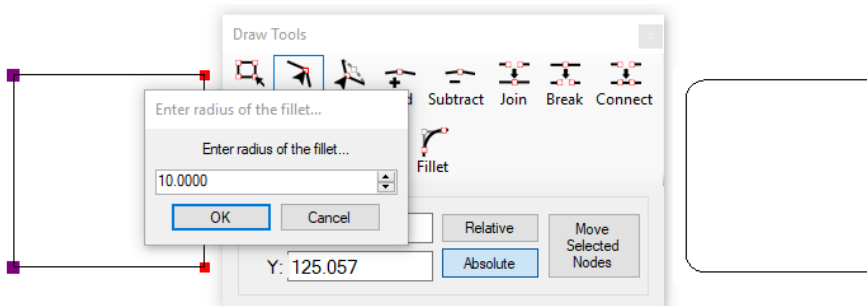 Draw Tools
x
Subtract Join Break Connect
Enter radius of the fillet...
Enter radius of the fillet...
Fillet
10.0000
OK Cancel
Relative
Move
Selected
Nodes
Y: 125.057
Absolute